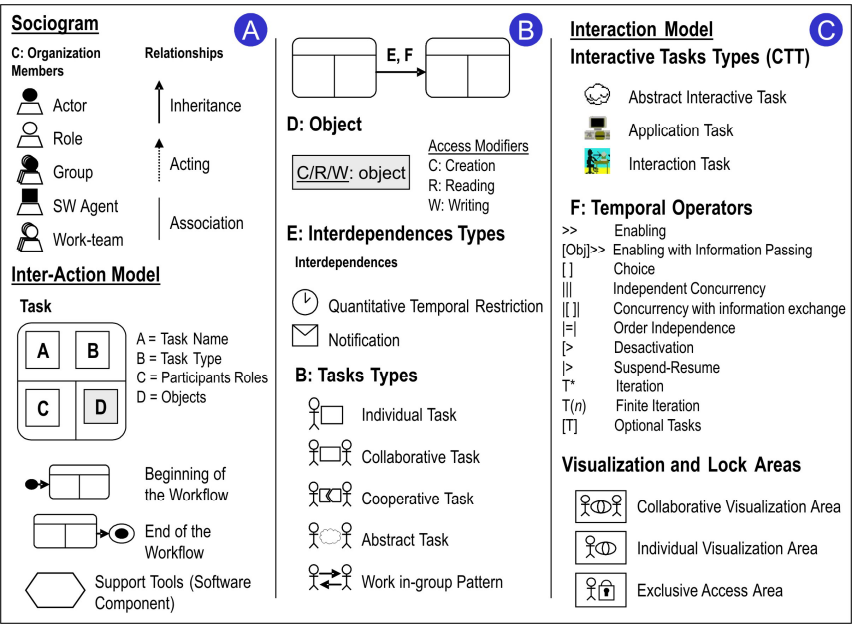 Sociogram
A
C: Organization
Members
Relationships
Actor
Role
Group
SW Agent
Work-team
Inheritance
Acting
Association
Inter-Action Model
Task
A
B
C
D
A = Task Name
B = Task Type
C = Participants Roles
D = Objects
Beginning of
the Workflow
End of the
Workflow
Support Tools (Software
Component)
B
E, F
D: Object
C/R/W: object
Access Modifiers
C: Creation
R: Reading
W: Writing
E: Interdependences Types
Interdependences
Quantitative Temporal Restriction
Notification
B: Tasks Types
Individual Task
Collaborative Task
Cooperative Task
Abstract Task
Work in-group Pattern
Interaction Model
C
Interactive Tasks Types (CTT)
Abstract Interactive Task
Application Task
Interaction Task
F: Temporal Operators
>> Enabling
[Obj]>> Enabling with Information Passing
[ ] Choice
||| Independent Concurrency
|[ ]| Concurrency with information exchange
|=| Order Independence
[> Desactivation
|> Suspend-Resume
T* Iteration
T(n) Finite Iteration
[T] Optional Tasks
Visualization and Lock Areas
Collaborative Visualization Area
Individual Visualization Area
Exclusive Access Area